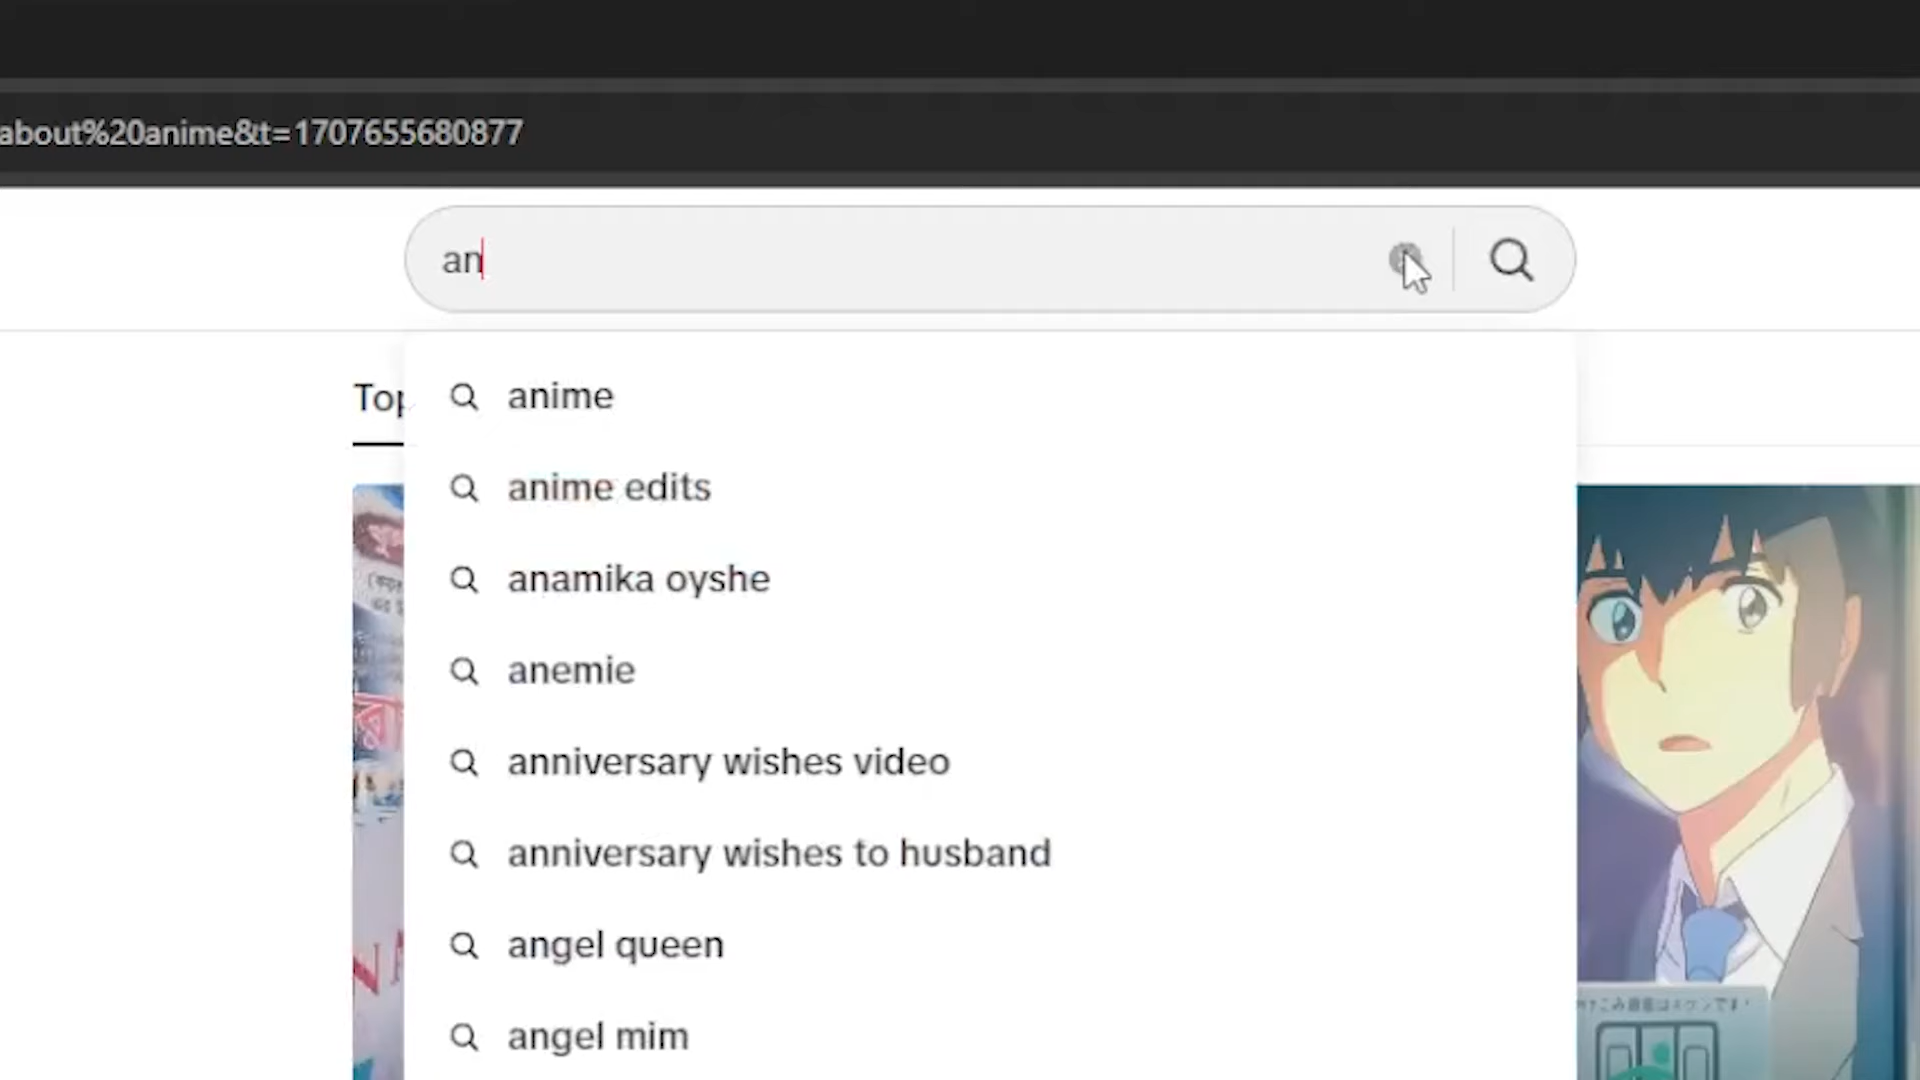 about%20anime&t=1707655680877
an
Top
anime
anime edits
anamika oyshe
anemie
anniversary wishes video
anniversary wishes to husband
angel queen
angel mim